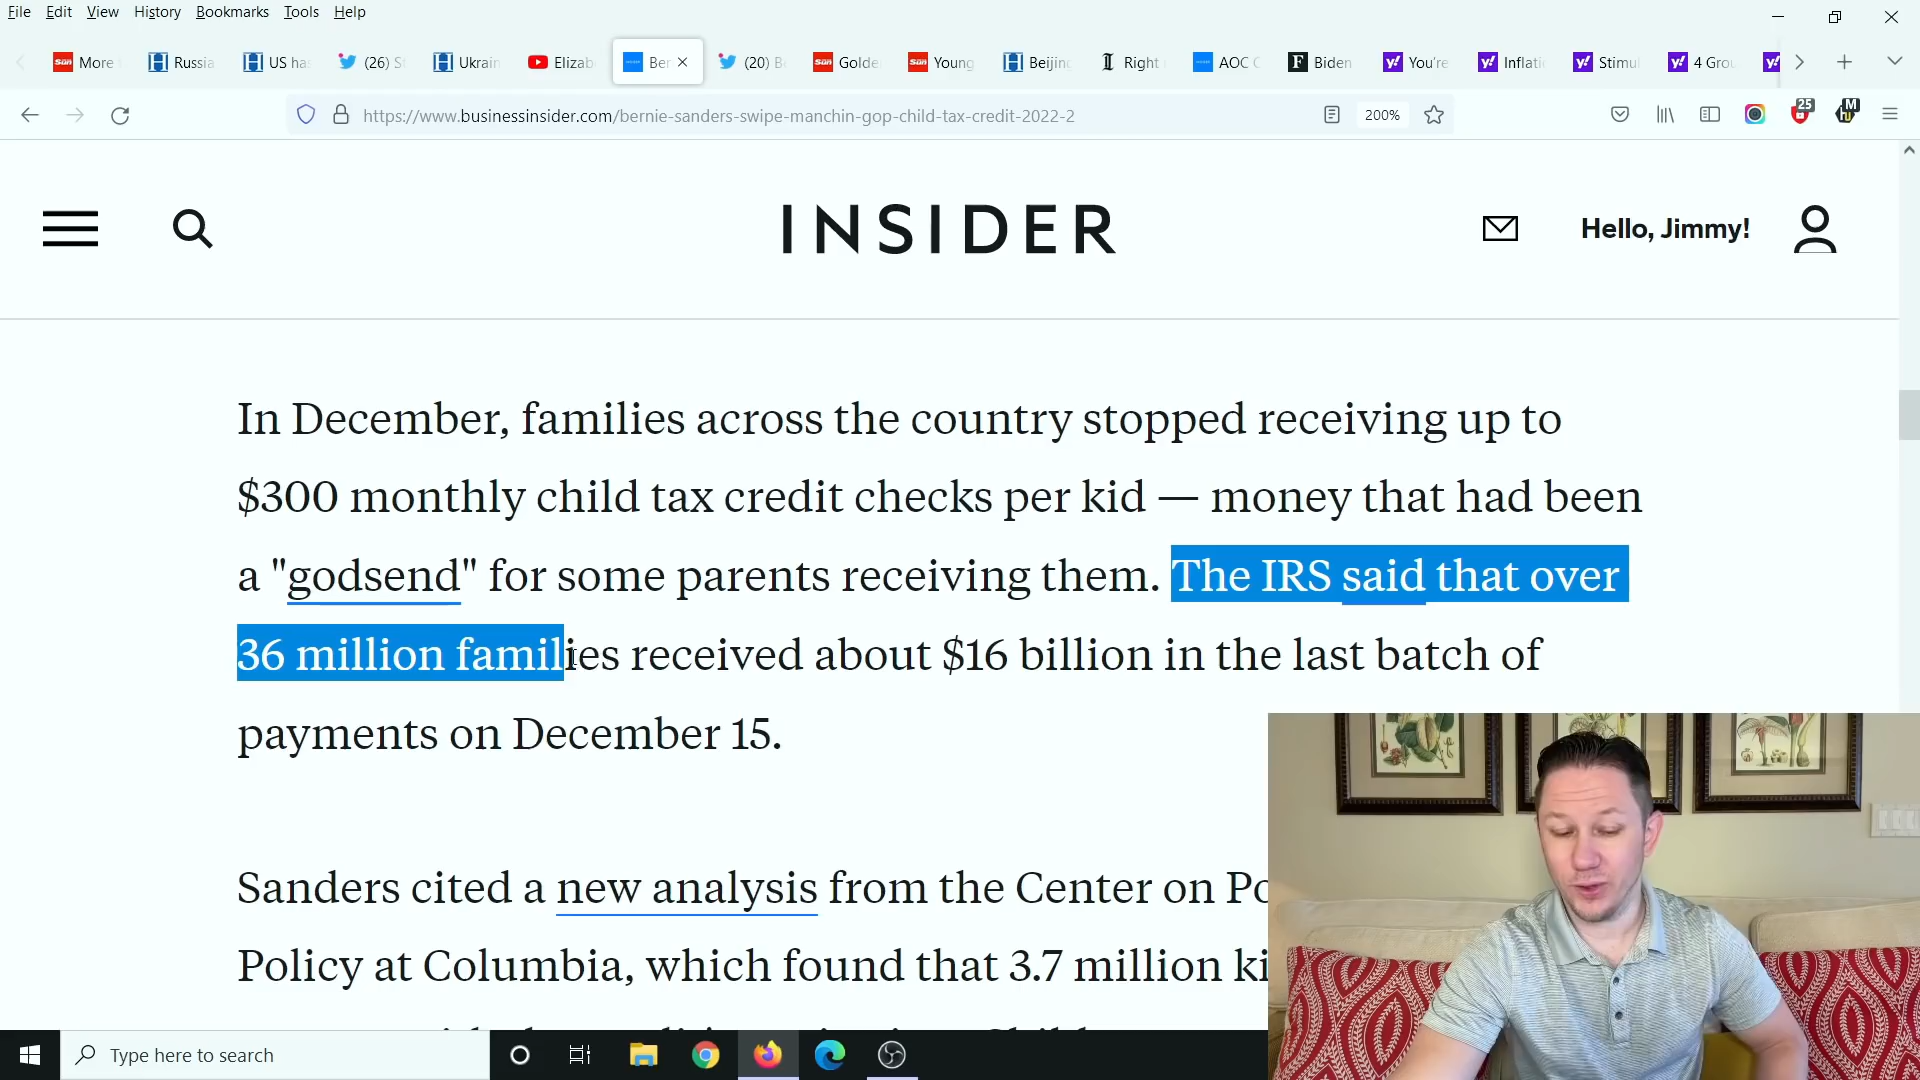 File Edit View History Bookmarks Tools Help
More Russia US ha (26) S Ukrain Elizab Ber (20) B Golde Young Beijing Right AOC C Biden You're Inflati Stimul 4 Grou
https://www.businessinsider.com/bernie-sanders-swipe-manchin-gop-child-tax-credit-2022-2 200% 25 M
INSIDER Hello, Jimmy!
In December, families across the country stopped receiving up to
$300 monthly child tax credit checks per kid — money that had been
a "godsend" for some parents receiving them. The IRS said that over
36 million families received about $16 billion in the last batch of
payments on December 15.
Sanders cited a new analysis from the Center on Po
Policy at Columbia, which found that 3.7 million ki
Type here to search